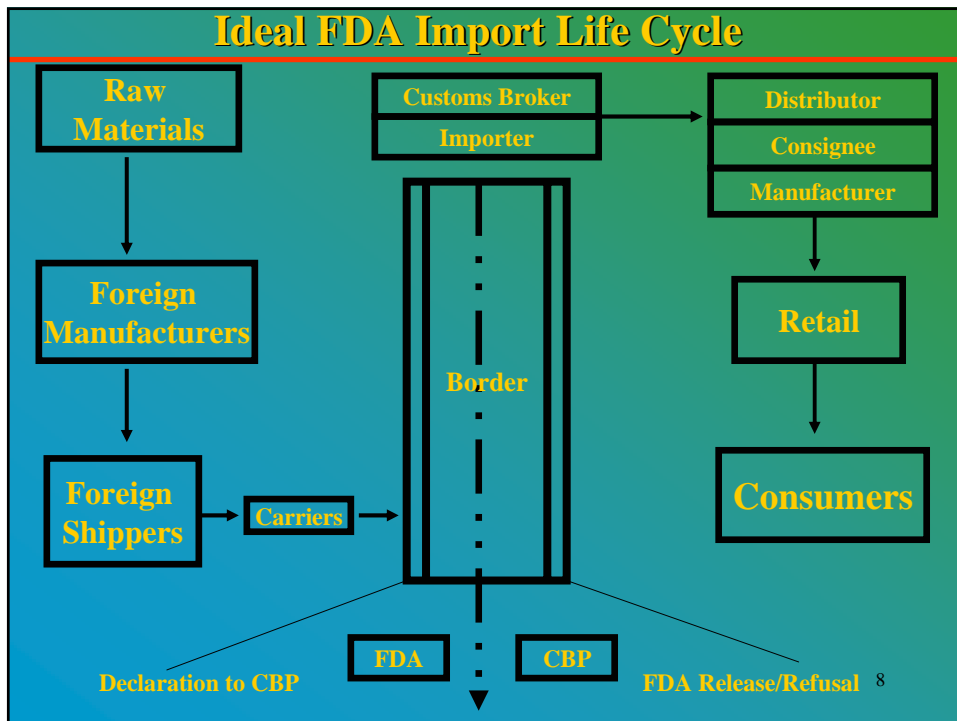 Ideal FDA Import Life Cycle
Raw
Materials
Customs Broker
Importer
Distributor
Consignee
Manufacturer
Foreign
Manufacturers
Border
Retail
Foreign
Shippers
Carriers
Consumers
FDA
CBP
Declaration to CBP
FDA Release/Refusal
8